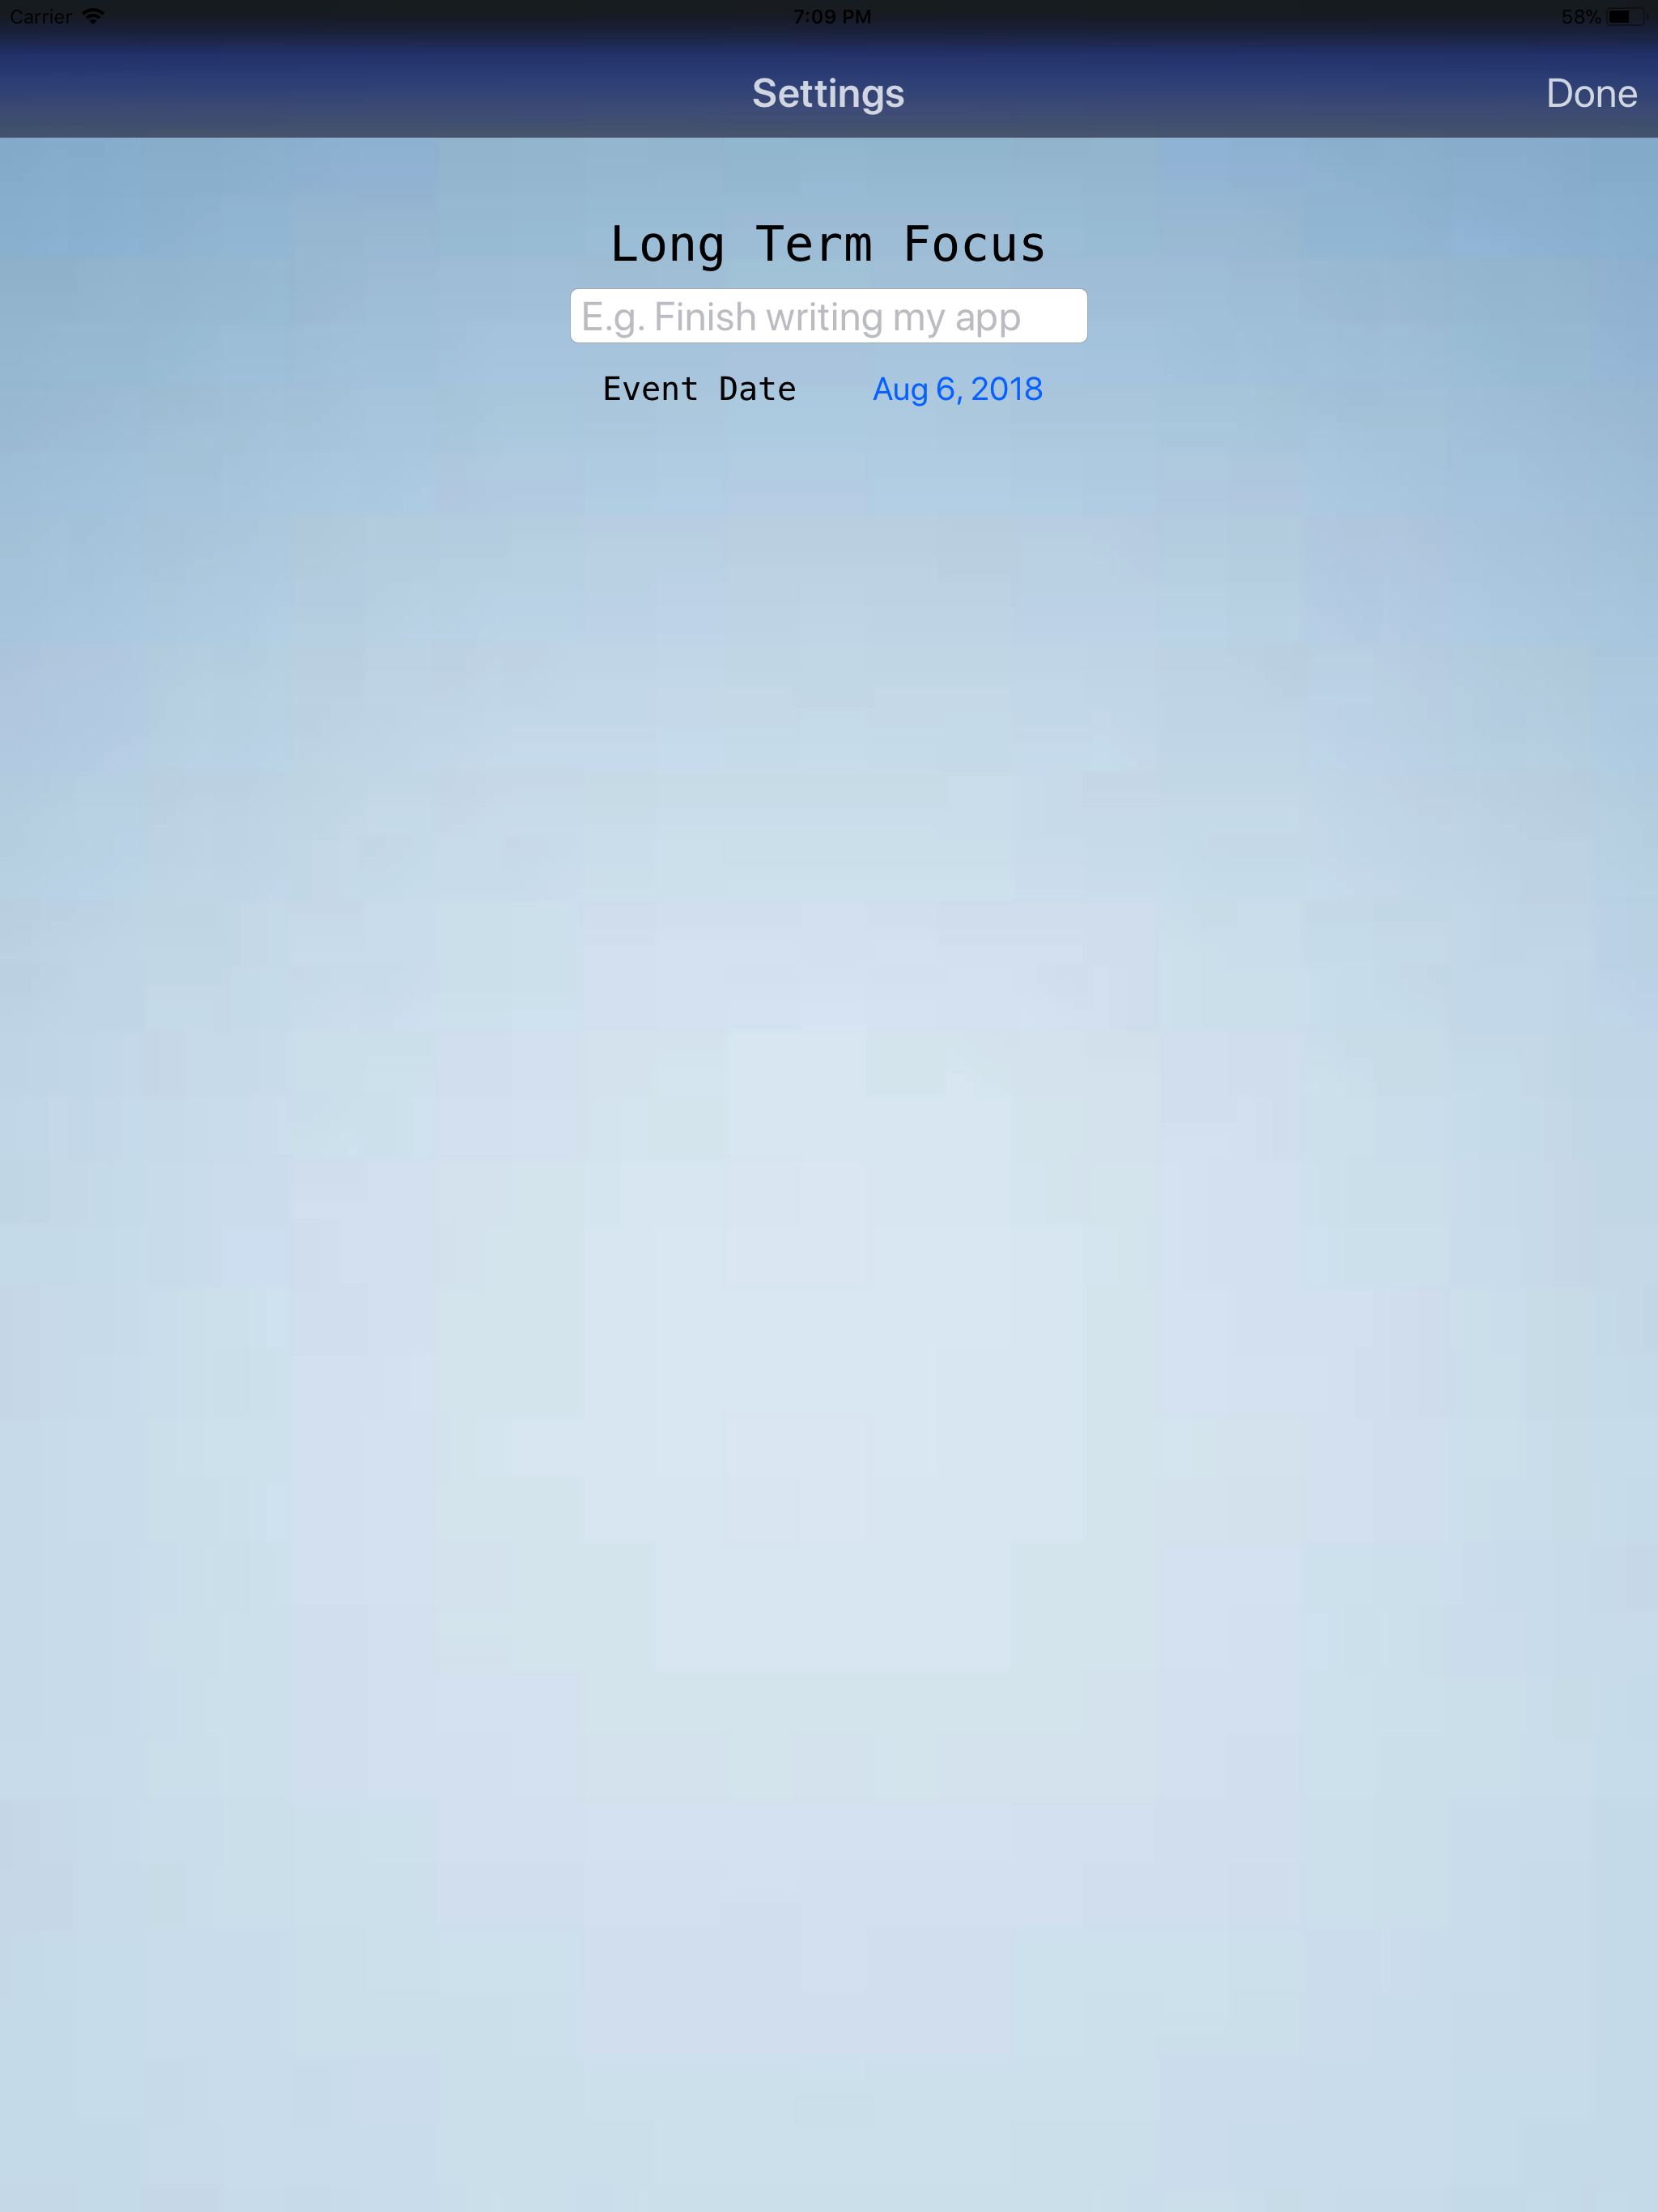 Carrier 7:09 PM 58%
Settings Done
Long Term Focus
E.g. Finish writing my app
Event Date Aug 6, 2018